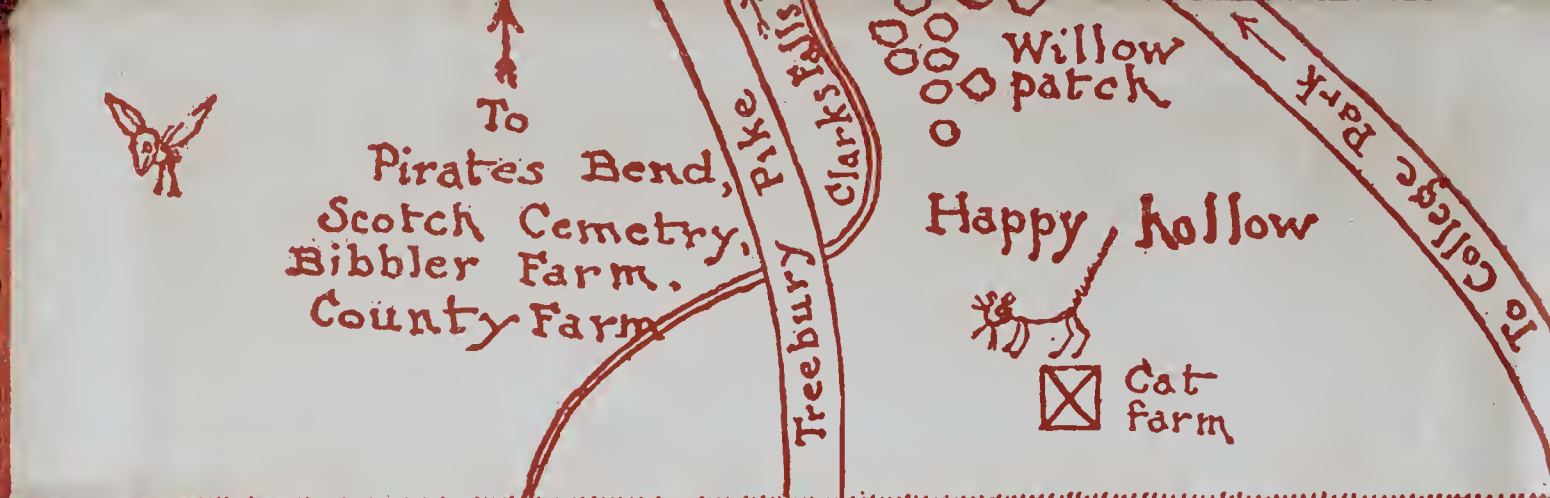 To
Pirates Bend,
Scotch Cemetry,
Bibbler Farm,
County Farm
Treebury Pike
Clarks Falls
Willow
patch
Happy hollow
Cat
farm
To College Park